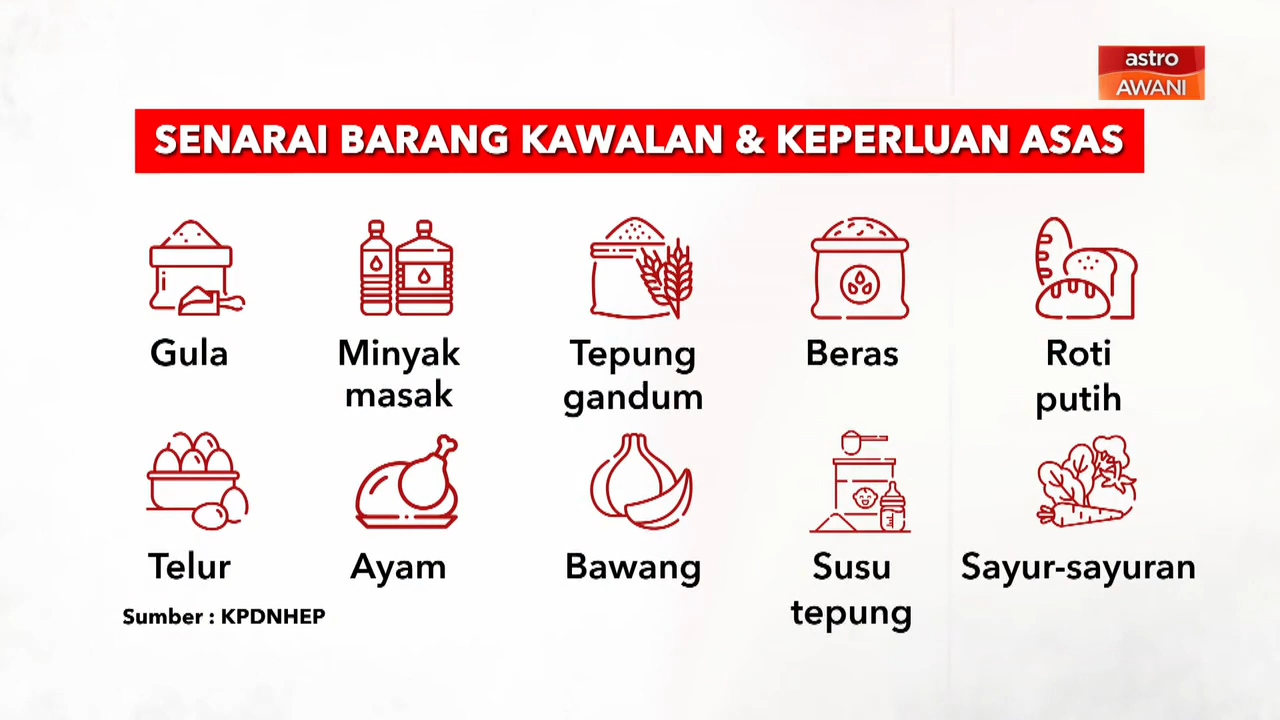 astro
AWANI
SENARAI BARANG KAWALAN & KEPERLUAN ASAS
Gula
Minyak
masak
Tepung
gandum
Beras
Roti
putih
Telur
Ayam
Bawang
Susu
tepung
Sayur-sayuran
Sumber : KPDNHEP